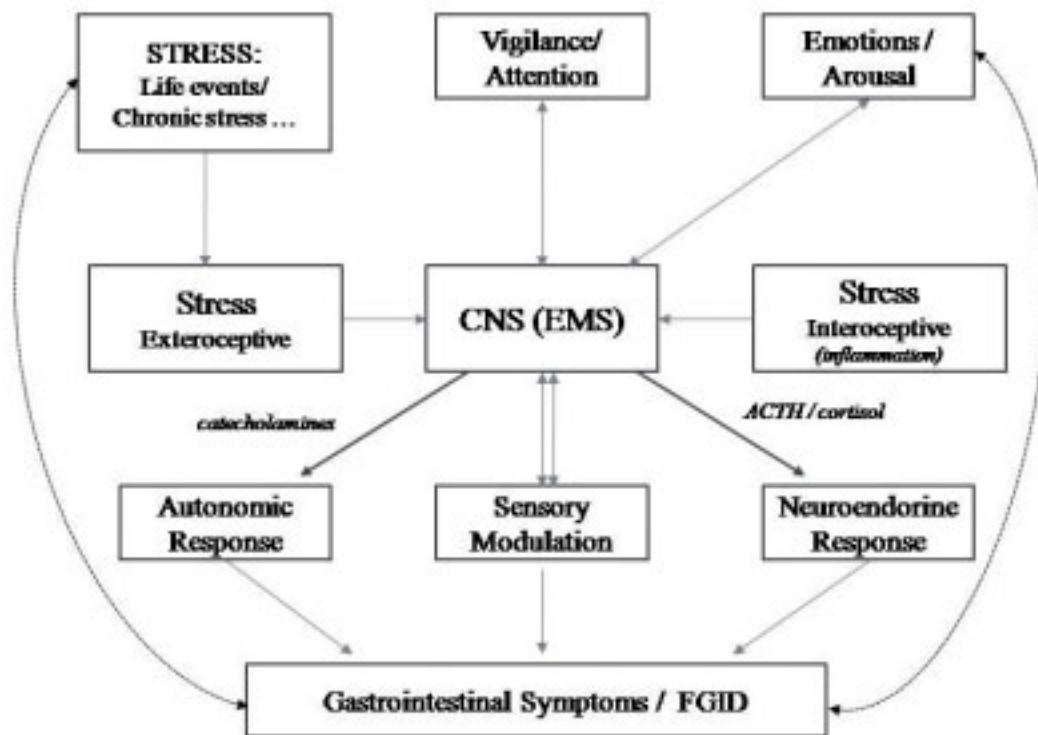 STRESS:
Life events/
Chronic stress ...
Vigilance/
Attention
Emotions /
Arousal
Stress
Exteroceptive
CNS (EMS)
Stress
Interoceptive
(inflammation)
catecholamines
ACTH / cortisol
Autonomic
Response
Sensory
Modulation
Neuroendorine
Response
Gastrointestinal Symptoms / FGID